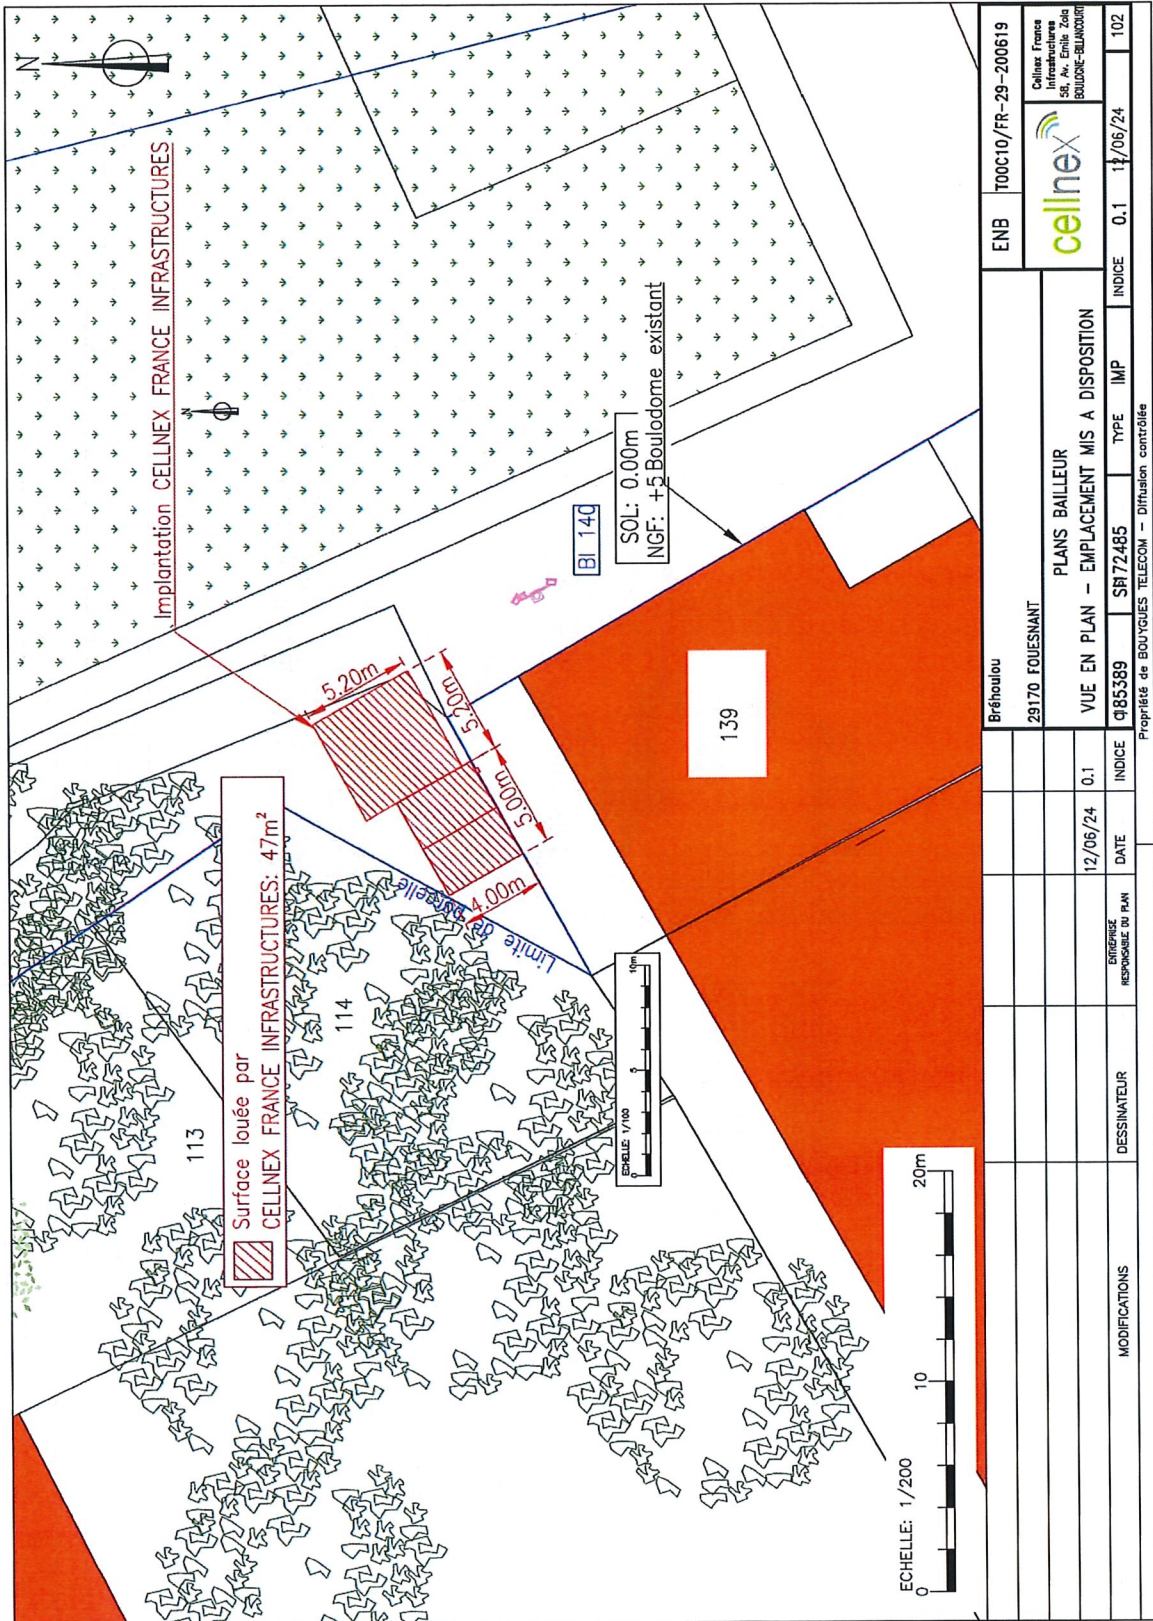 N
Implantation CELLNEX FRANCE INFRASTRUCTURES
N
Surface louée par
CELLNEX FRANCE INFRASTRUCTURES: 47m²
113
114
Limite de parcelle
5.20m
5.20m
5.00m
4.00m
BI 140
SOL: 0.00m
NGF: +5
Boulodome existant
139
ECHELLE: 1/100
0 5 10m
ECHELLE: 1/200
0 10 20m
MODIFICATIONS
DESSINATEUR
ENTREPRISE
RESPONSABLE DU PLAN
DATE
INDICE
12/06/24 0.1
Bréhoulou
29170 FOUESNANT
PLANS BAILLEUR
VUE EN PLAN – EMPLACEMENT MIS A DISPOSITION
TYPE IMP INDICE 0.1 12/06/24 102
ENB T00C10/FR-29-200619
cellnex
Cellnex France
Infrastructures
58, Av. Emile Zola
BOULOGNE-BILLANCOURT
Propriété de BOUYGUES TELECOM – Diffusion contrôlée